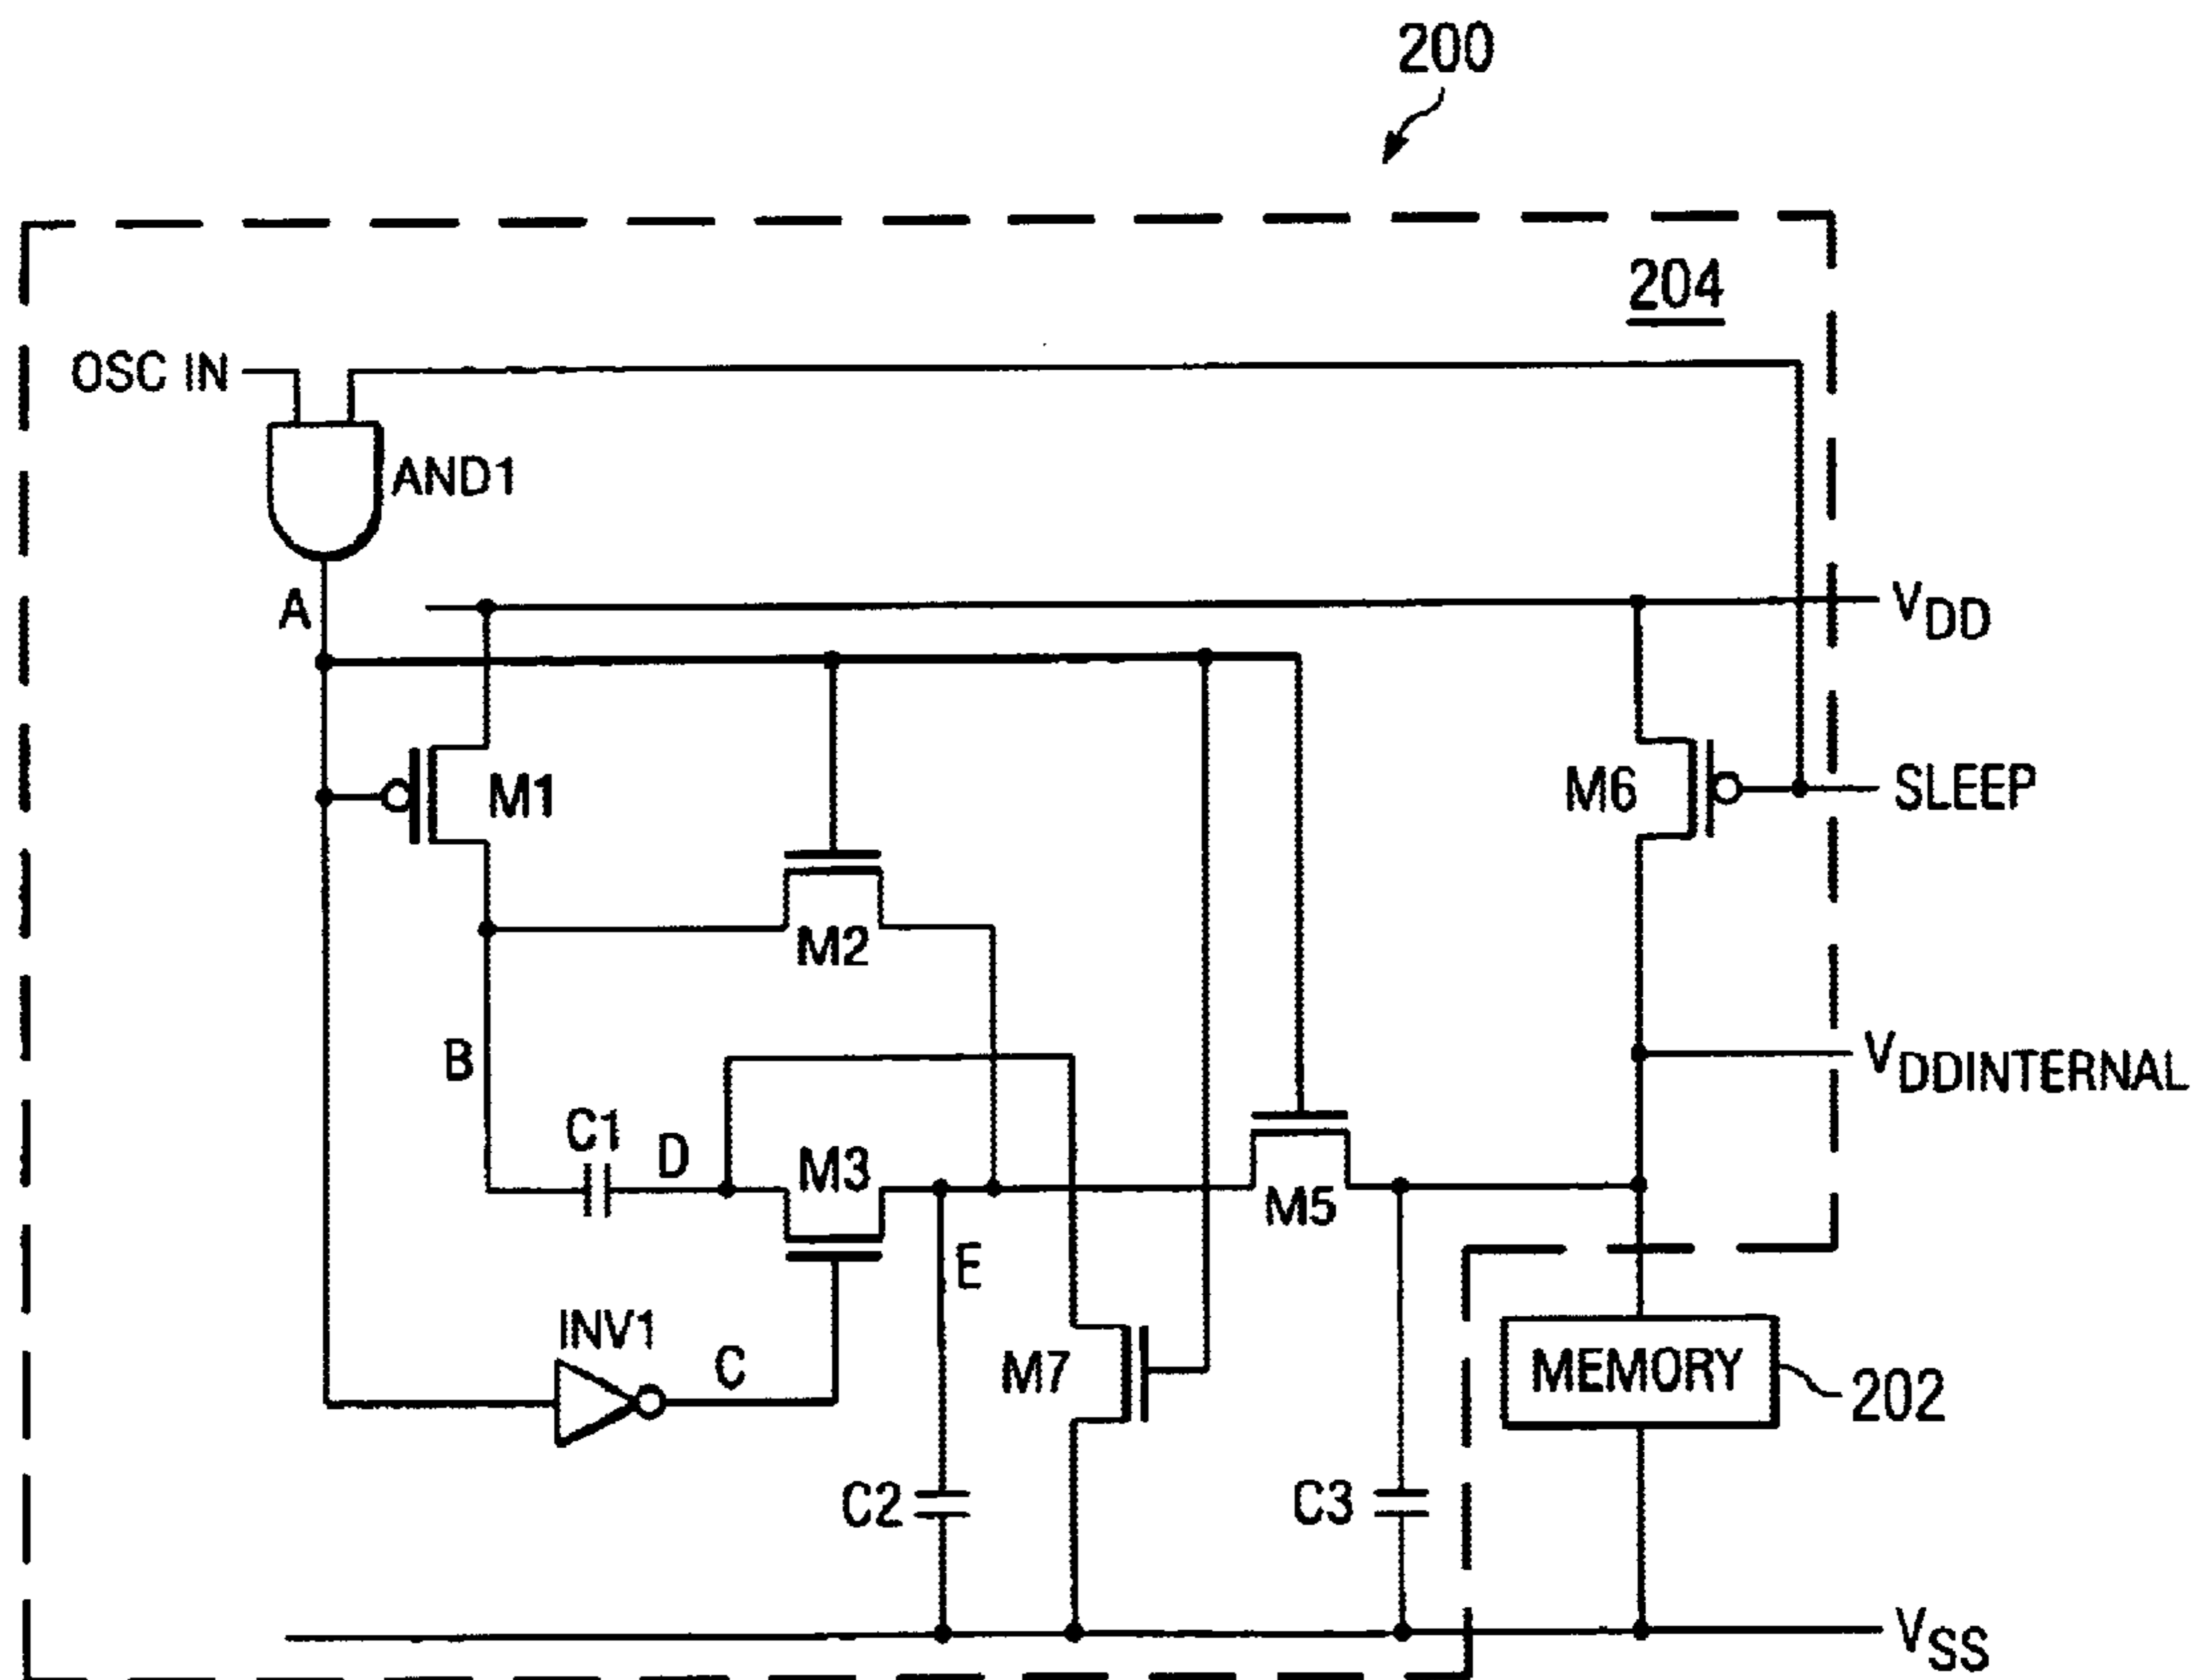 200
204
OSC IN
AND1
A
VDD
M1
M6
SLEEP
M2
B
VDDINTERNAL
C1
D
M3
M5
E
INV1
C
M7
MEMORY
202
C2
C3
VSS